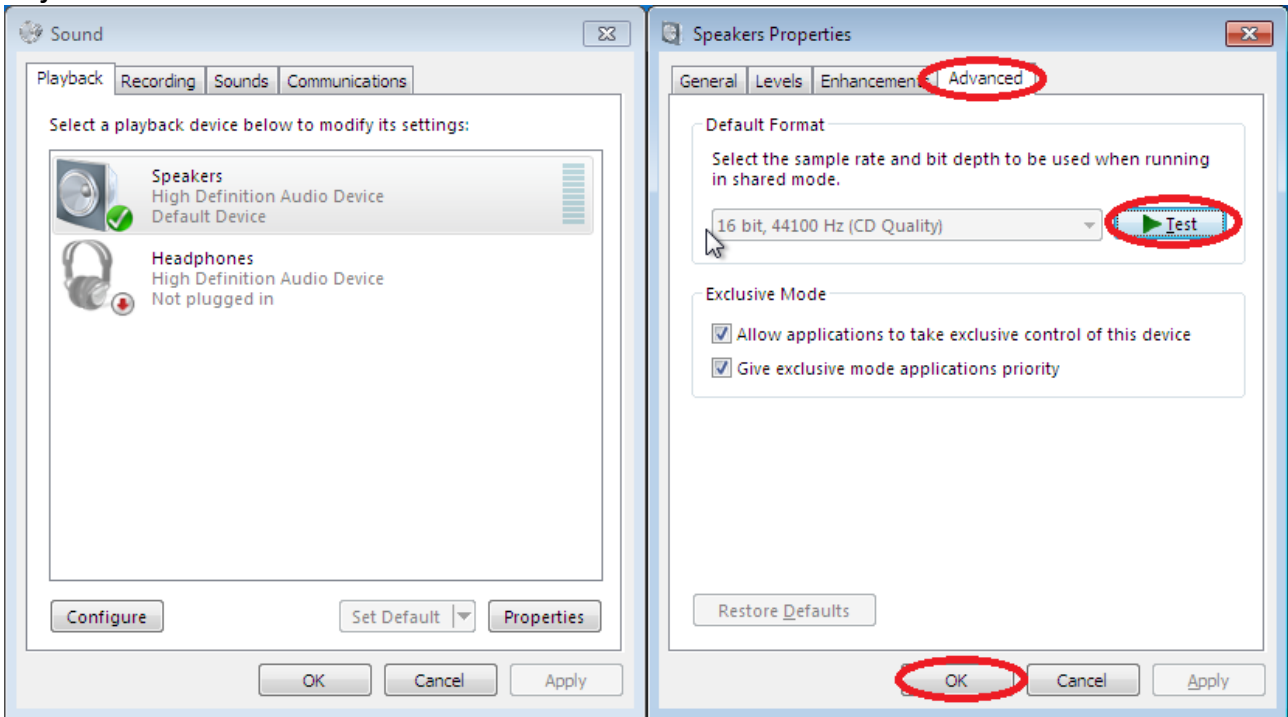 Sound
Playback Recording Sounds Communications
Select a playback device below to modify its settings:
Speakers
High Definition Audio Device
Default Device
Headphones
High Definition Audio Device
Not plugged in
Configure Set Default Properties
OK Cancel Apply
Speakers Properties
General Levels Enhancements Advanced
Default Format
Select the sample rate and bit depth to be used when running
in shared mode.
16 bit, 44100 Hz (CD Quality) Test
Exclusive Mode
Allow applications to take exclusive control of this device
Give exclusive mode applications priority
Restore Defaults
OK Cancel Apply